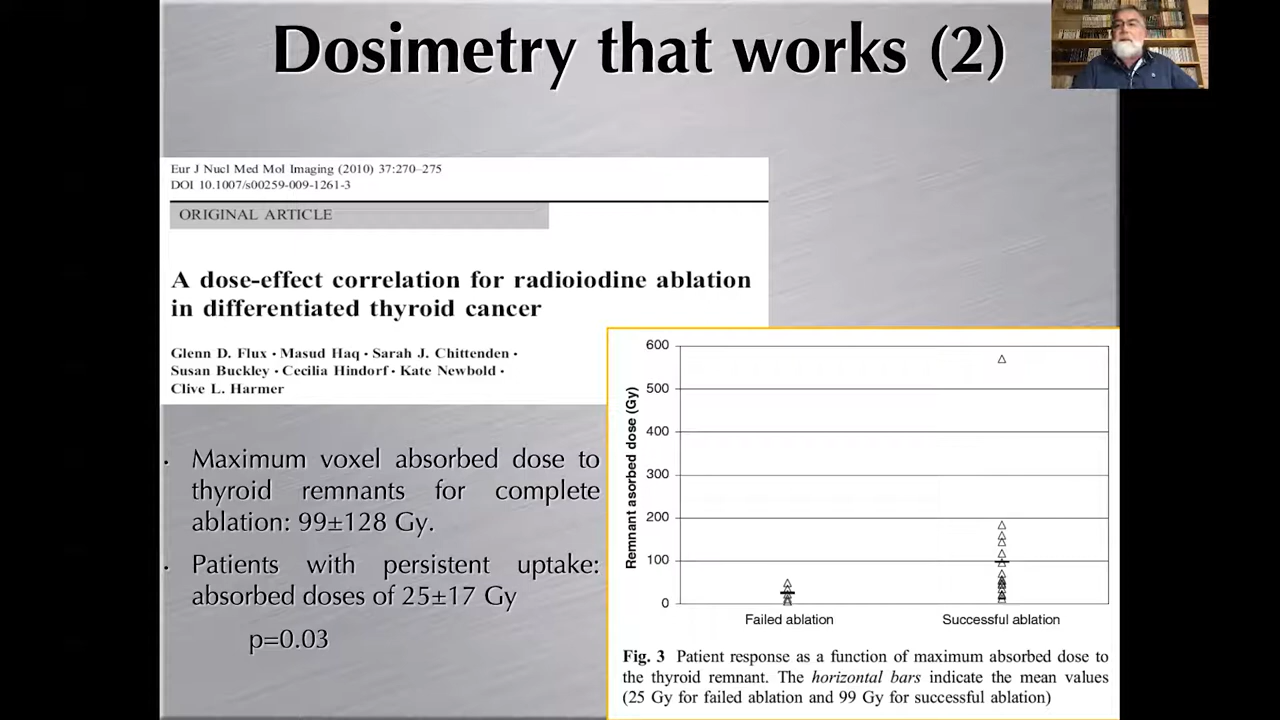 Dosimetry that works (2)
Eur J Nucl Med Mol Imaging (2010) 37:270–275
DOI 10.1007/s00259-009-1261-3
ORIGINAL ARTICLE
A dose-effect correlation for radioiodine ablation
in differentiated thyroid cancer
Glenn D. Flux · Masud Haq · Sarah J. Chittenden ·
Susan Buckley · Cecilia Hindorf · Kate Newbold ·
Clive L. Harmer
· Maximum voxel absorbed dose to
thyroid remnants for complete
ablation: 99±128 Gy.
· Patients with persistent uptake:
absorbed doses of 25±17 Gy
p=0.03
Remnant asorbed dose (Gy)
600
500
400
300
200
100
0
Failed ablation Successful ablation
Fig. 3 Patient response as a function of maximum absorbed dose to
the thyroid remnant. The horizontal bars indicate the mean values
(25 Gy for failed ablation and 99 Gy for successful ablation)